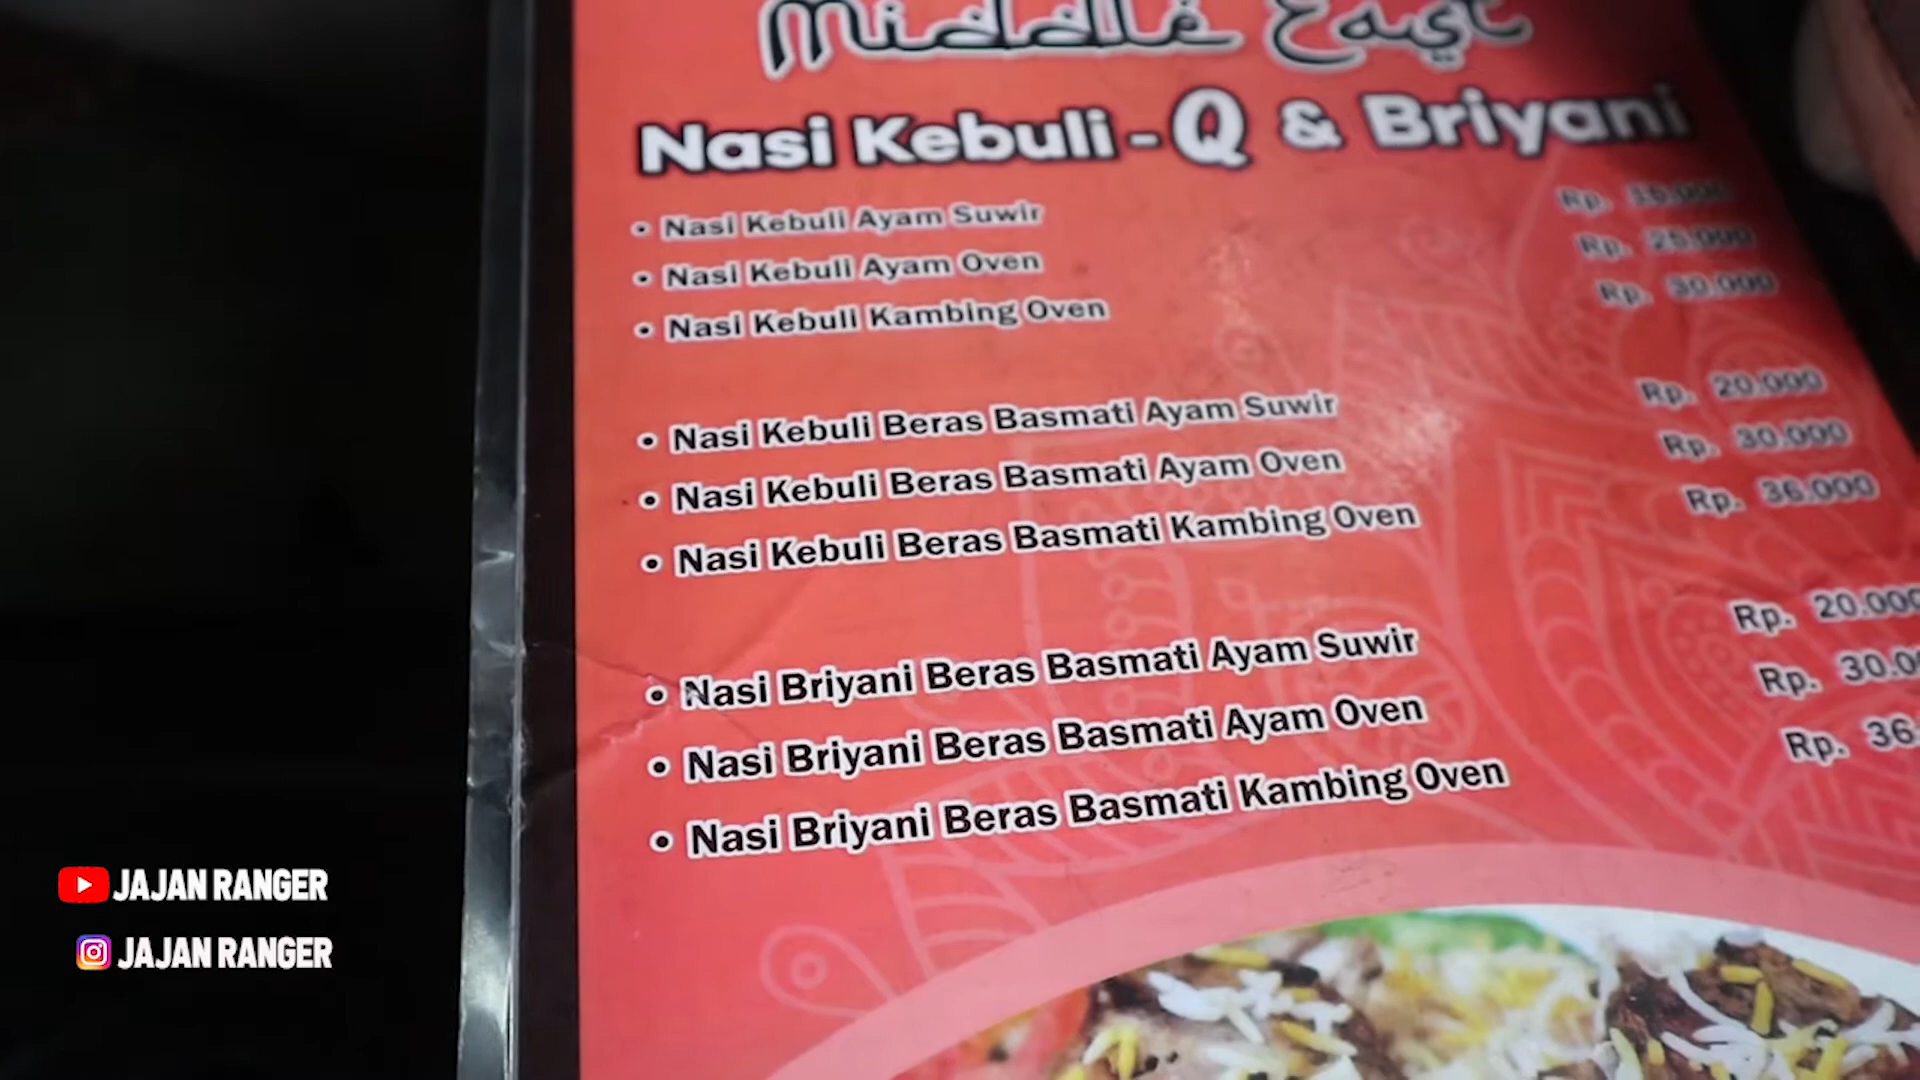 Middle East
Nasi Kebuli - Q & Briyani
• Nasi Kebuli Ayam Suwir Rp.
• Nasi Kebuli Ayam Oven Rp. 25.000
• Nasi Kebuli Kambing Oven Rp. 30.000
• Nasi Kebuli Beras Basmati Ayam Suwir Rp. 20.000
• Nasi Kebuli Beras Basmati Ayam Oven Rp. 30.000
• Nasi Kebuli Beras Basmati Kambing Oven Rp. 36.000
• Nasi Briyani Beras Basmati Ayam Suwir Rp. 20.000
• Nasi Briyani Beras Basmati Ayam Oven Rp. 30.0
• Nasi Briyani Beras Basmati Kambing Oven Rp. 36.
JAJAN RANGER
JAJAN RANGER